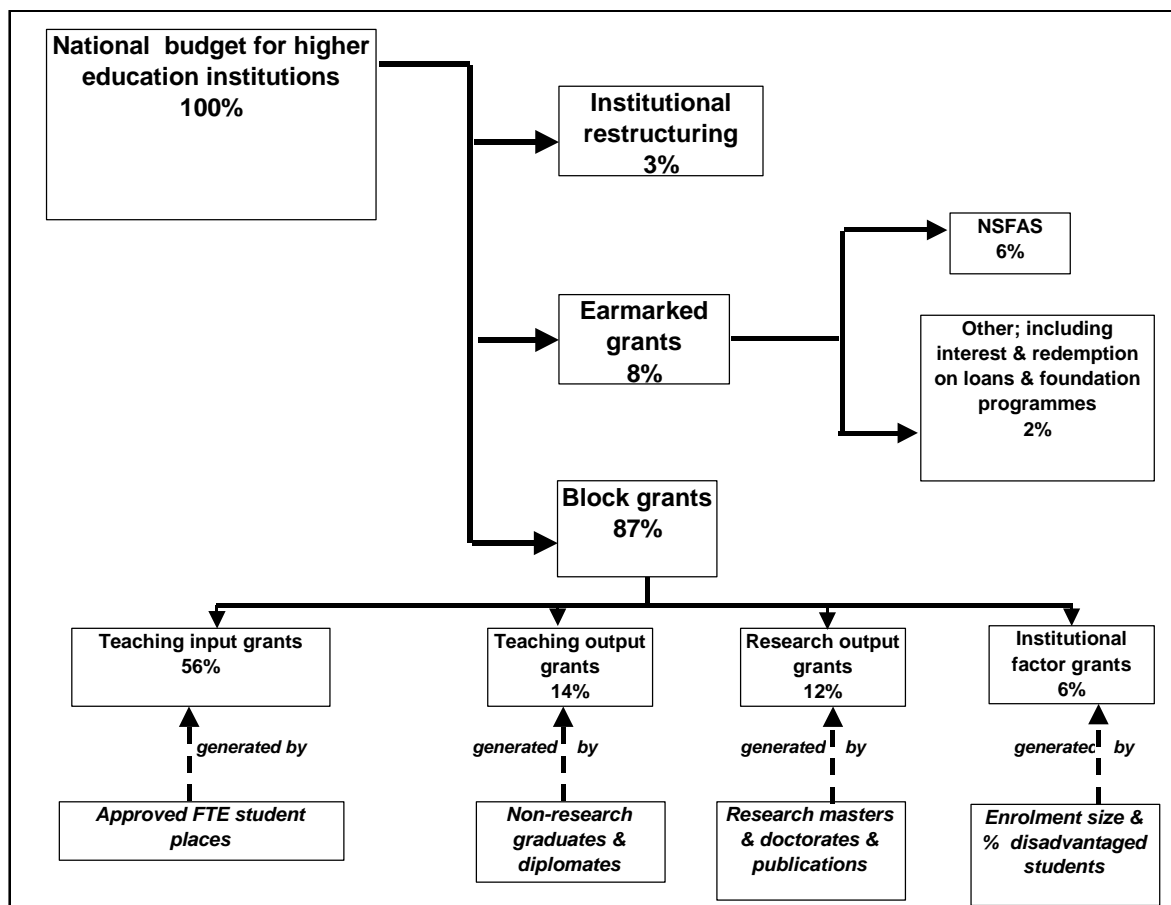 National budget for higher
education institutions
100%
Institutional
restructuring
3%
NSFAS
6%
Earmarked
grants
8%
Other; including
interest & redemption
on loans & foundation
programmes
2%
Block grants
87%
Teaching input grants
56%
Teaching output
grants
14%
Research output
grants
12%
Institutional
factor grants
6%
generated by
generated by
generated by
generated by
Approved FTE student
places
Non-research
graduates &
diplomates
Research masters
& doctorates &
publications
Enrolment size &
% disadvantaged
students